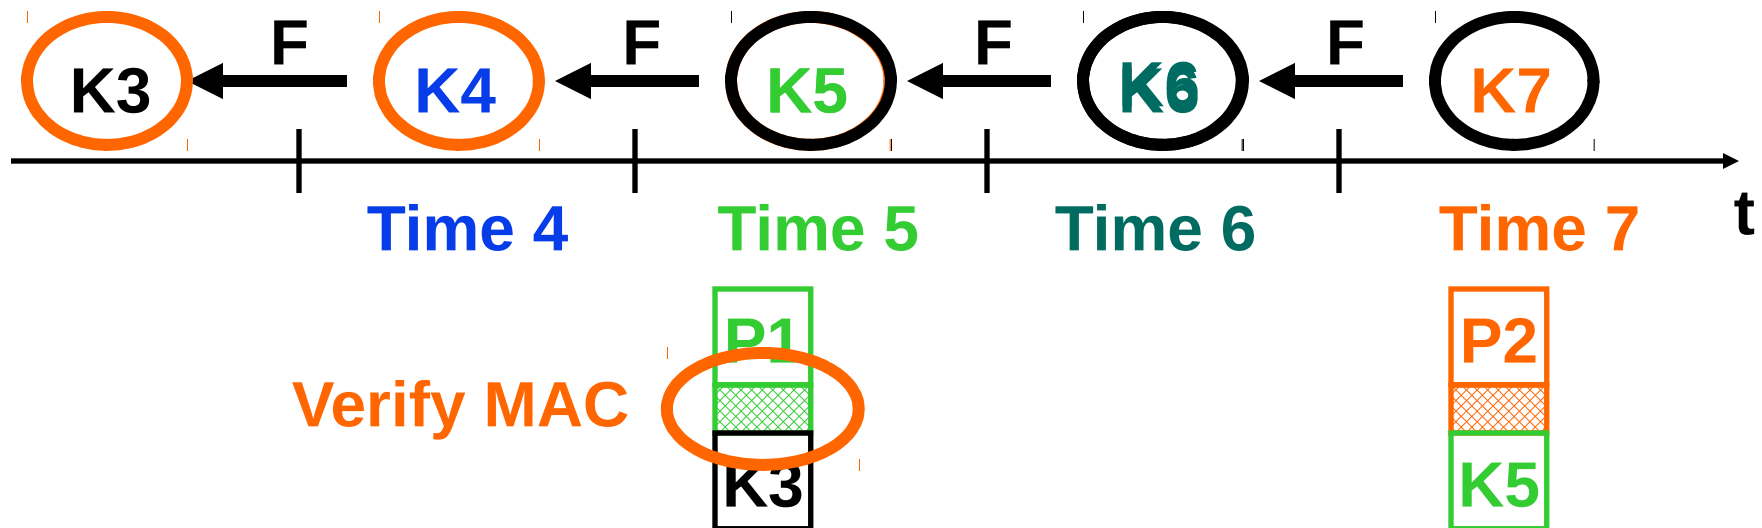 F F F F
K3 K4 K5 K6 K7
Time 4 Time 5 Time 6 Time 7 t
P1 P2
Verify MAC
K3 K5